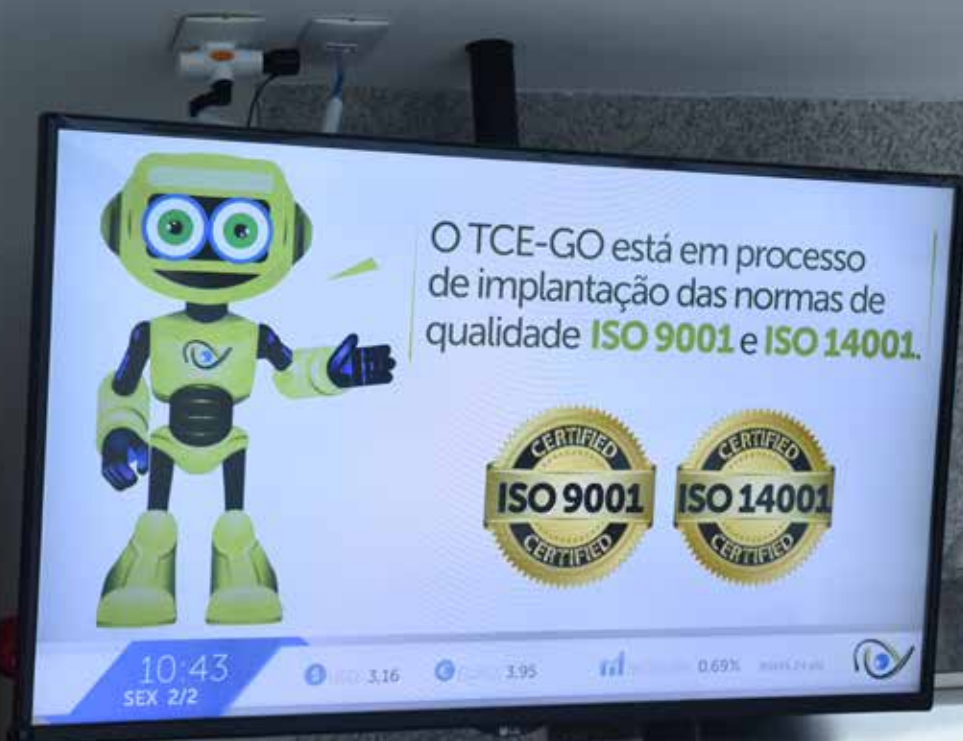 O TCE-GO está em processo
de implantação das normas de
qualidade ISO 9001 e ISO 14001.
CERTIFIED CERTIFIED
ISO 9001 ISO 14001
CERTIFIED CERTIFIED
10:43 3,16 3,95 0,69%
SEX 2/2
LG